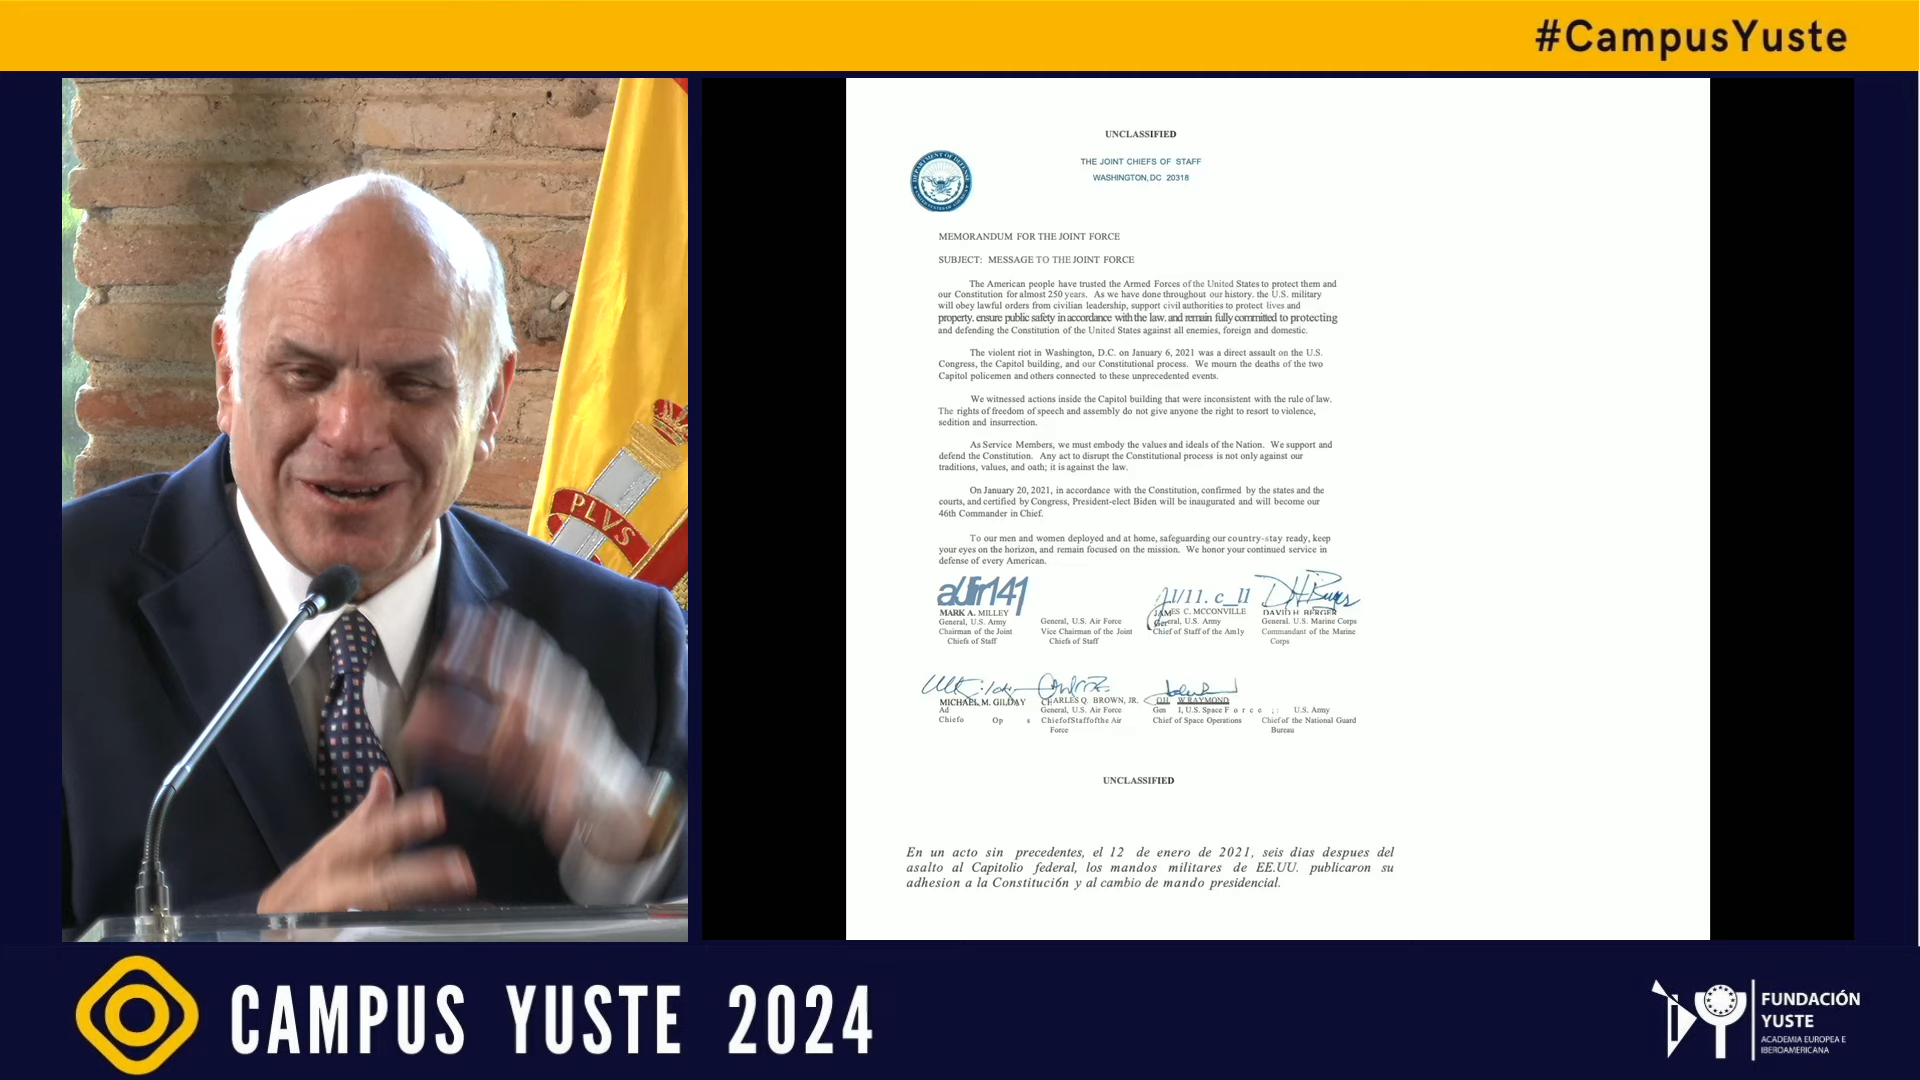 #CampusYuste
PLVS
UNCLASSIFIED
THE JOINT CHIEFS OF STAFF
WASHINGTON, DC 20318
MEMORANDUM FOR THE JOINT FORCE
SUBJECT: MESSAGE TO THE JOINT FORCE
The American people have trusted the Armed Forces of the United States to protect them and
our Constitution for almost 250 years. As we have done throughout our history. the U.S. military
will obey lawful orders from civilian leadership, support civil authorities to protect lives and
property. ensure public safety in accordance with the law. and remain fully committed to protecting
and defending the Constitution of the United States against all enemies, foreign and domestic.
The violent riot in Washington, D.C. on January 6, 2021 was a direct assault on the U.S.
Congress, the Capitol building, and our Constitutional process. We mourn the deaths of the two
Capitol policemen and others connected to these unprecedented events.
We witnessed actions inside the Capitol building that were inconsistent with the rule of law.
The rights of freedom of speech and assembly do not give anyone the right to resort to violence,
sedition and insurrection.
As Service Members, we must embody the values and ideals of the Nation. We support and
defend the Constitution. Any act to disrupt the Constitutional process is not only against our
traditions, values, and oath; it is against the law.
On January 20, 2021, in accordance with the Constitution, confirmed by the states and the
courts, and certified by Congress, President-elect Biden will be inaugurated and will become our
46th Commander in Chief.
To our men and women deployed and at home, safeguarding our country-stay ready, keep
your eyes on the horizon, and remain focused on the mission. We honor your continued service in
defense of every American.
MARK A. MILLEY JAMES C. MCCONVILLE DAVID H. BERGER
General, U.S. Army General, U.S. Air Force General, U.S. Army General. U.S. Marine Corps
Chairman of the Joint Vice Chairman of the Joint Chief of Staff of the Amly Commandant of the Marine
Chiefs of Staff Chiefs of Staff Corps
MICHAEL M. GILDAY CHARLES Q. BROWN, JR. W RAYMOND
Ad General, U.S. Air Force Gen l, U.S. Space F o r c e ; : U.S. Army
Chiefo Op s ChiefofStaffofthe Air Chief of Space Operations Chief of the National Guard
Force Bureau
UNCLASSIFIED
En un acto sin precedentes, el 12 de enero de 2021, seis dias despues del
asalto al Capitolio federal, los mandos militares de EE.UU. publicaron su
adhesion a la Constituci6n y al cambio de mando presidencial.
CAMPUS YUSTE 2024
FUNDACIÓN
YUSTE
ACADEMIA EUROPEA E
IBEROAMERICANA